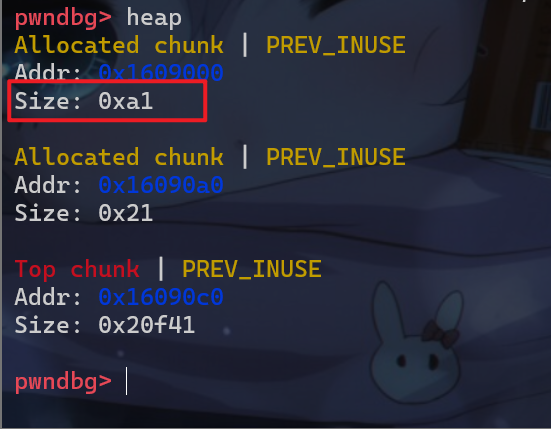 pwndbg> heap
Allocated chunk | PREV_INUSE
Addr: 0x1609000
Size: 0xa1
Allocated chunk | PREV_INUSE
Addr: 0x16090a0
Size: 0x21
Top chunk | PREV_INUSE
Addr: 0x16090c0
Size: 0x20f41
pwndbg>